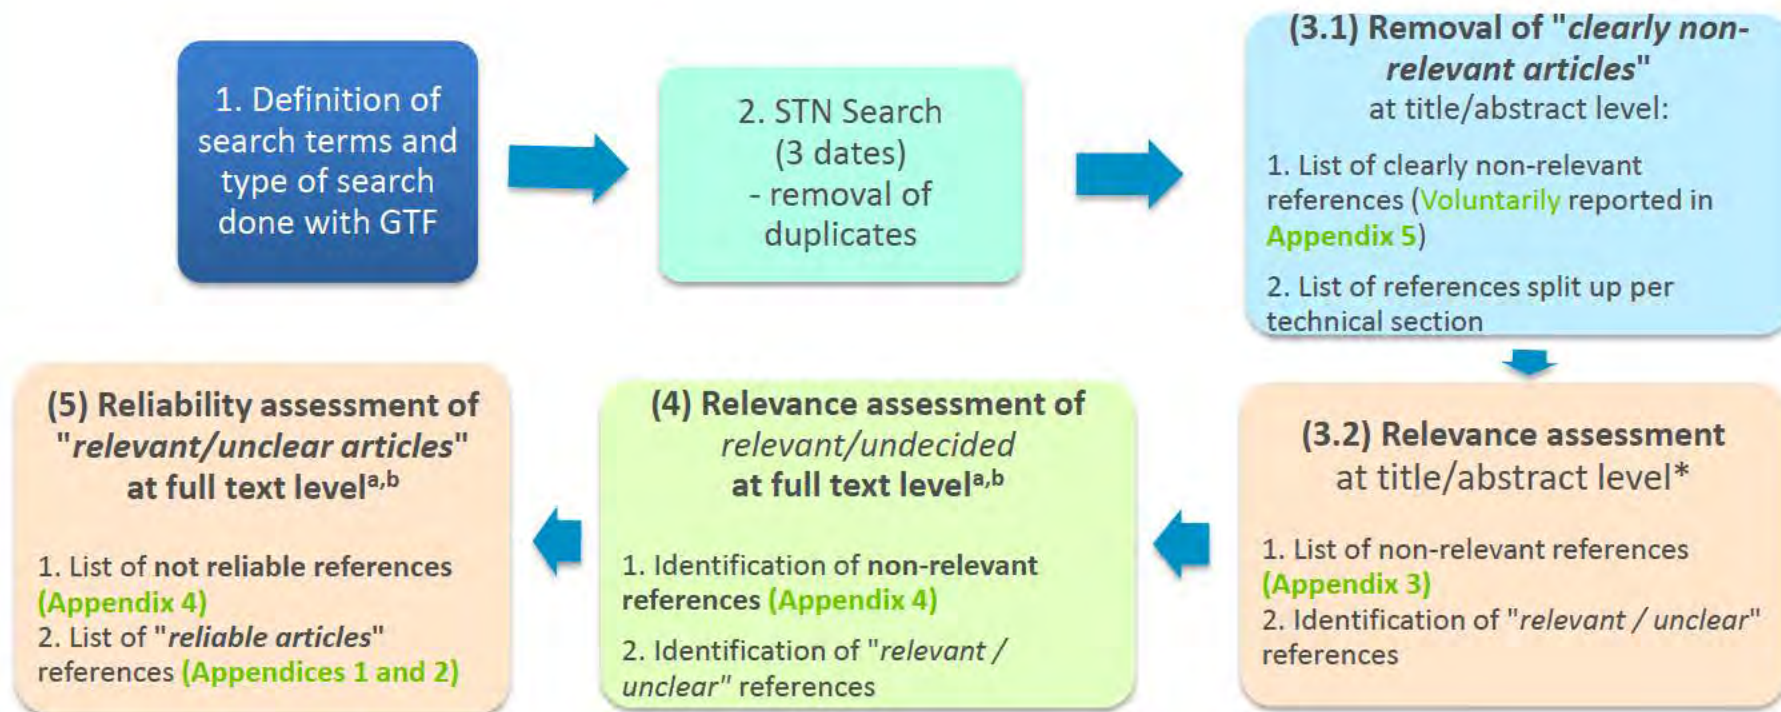 1. Definition of
search terms and
type of search
done with GTF
2. STN Search
(3 dates)
- removal of
duplicates
(3.1) Removal of "clearly non-
relevant articles"
at title/abstract level:
1. List of clearly non-relevant
references (Voluntarily reported in
Appendix 5)
2. List of references split up per
technical section
(3.2) Relevance assessment
at title/abstract level*
1. List of non-relevant references
(Appendix 3)
2. Identification of "relevant / unclear"
references
(4) Relevance assessment of
relevant/undecided
at full text levelᵃ,ᵇ
1. Identification of non-relevant
references (Appendix 4)
2. Identification of "relevant /
unclear" references
(5) Reliability assessment of
"relevant/unclear articles"
at full text levelᵃ,ᵇ
1. List of not reliable references
(Appendix 4)
2. List of "reliable articles"
references (Appendices 1 and 2)